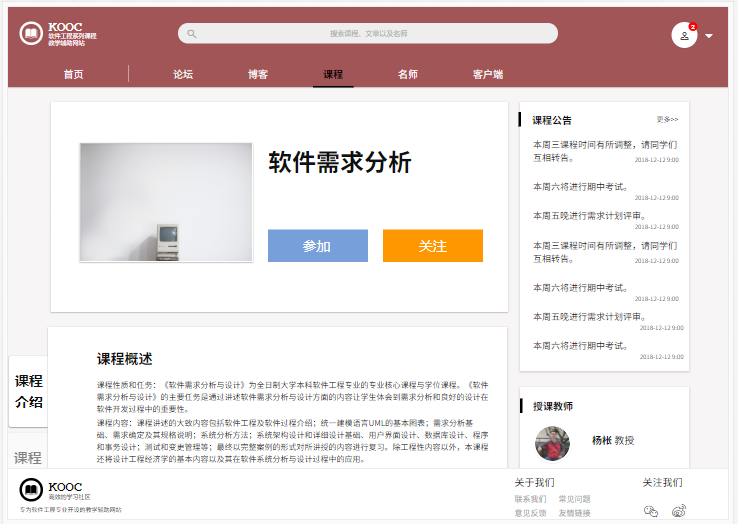 KOOC
软件工程系列课程
教学辅助网站
搜索课程、文章以及名师
2
首页
论坛
博客
课程
名师
客户端
软件需求分析
参加
关注
课程公告
更多>>
本周三课程时间有所调整，请同学们
互相转告。
2018-12-12 9:00
本周六将进行期中考试。
2018-12-12 9:00
本周五晚进行需求计划评审。
2018-12-12 9:00
本周三课程时间有所调整，请同学们
互相转告。
2018-12-12 9:00
本周六将进行期中考试。
2018-12-12 9:00
本周五晚进行需求计划评审。
2018-12-12 9:00
本周六将进行期中考试。
2018-12-12 9:00
课程
介绍
课程
课程概述
课程性质和任务：《软件需求分析与设计》为全日制大学本科软件工程专业的专业核心课程与学位课程。《软件
需求分析与设计》的主要任务是通过讲述软件需求分析与设计方面的内容让学生体会到需求分析和良好的设计在
软件开发过程中的重要性。
课程内容：课程讲述的大致内容包括软件工程及软件过程介绍；统一建模语言UML的基本图表；需求分析基
础、需求确定及其规格说明；系统分析方法；系统架构设计和详细设计基础、用户界面设计、数据库设计、程序
和事务设计；测试和变更管理等；最终以完整案例的形式对所讲授的内容进行复习。除工程性内容以外，本课程
还将设计工程经济学的基本内容以及其在软件系统分析与设计过程中的应用。
授课教师
杨枨 教授
KOOC
高效的学习社区
专为软件工程专业开设的教学辅助网站
关于我们
联系我们 常见问题
意见反馈 友情链接
关注我们